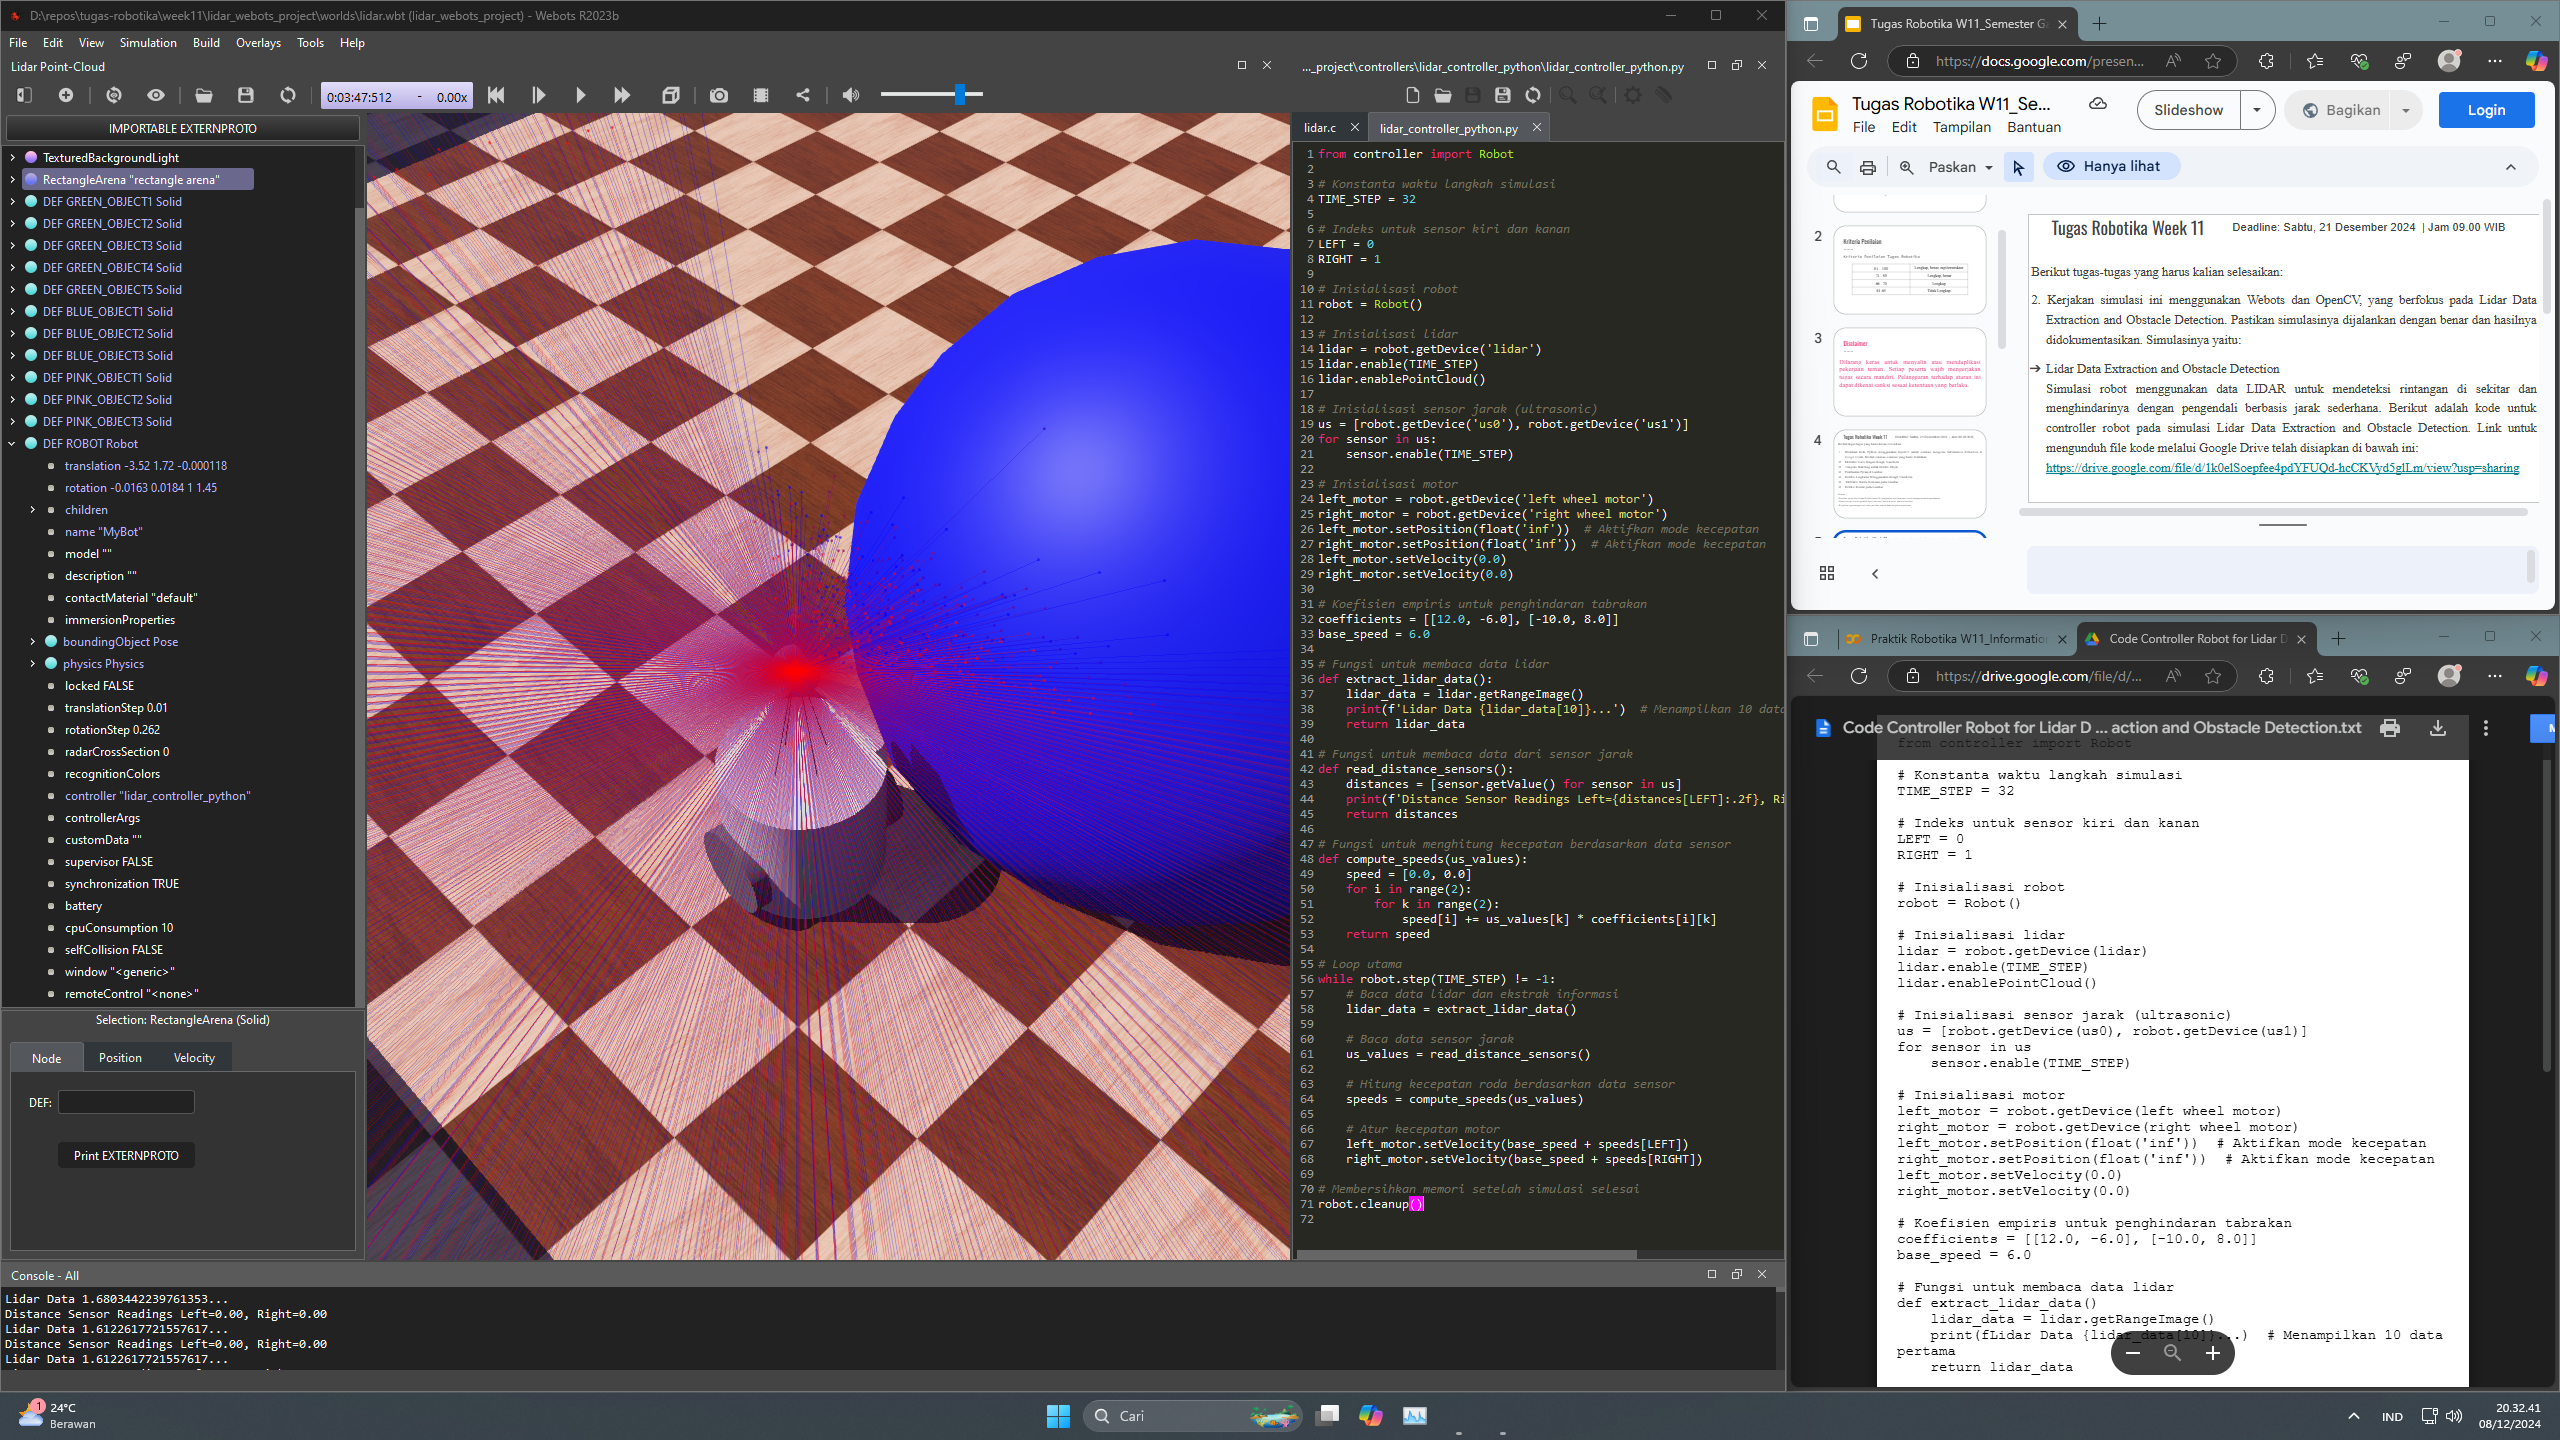 D:\repos\tugas-robotika\week11\lidar_webots_project\worlds\lidar.wbt (lidar_webots_project) - Webots R2023b
File Edit View Simulation Build Overlays Tools Help
Lidar Point-Cloud
0:03:47:512 - 0.00x
IMPORTABLE EXTERNPROTO
TexturedBackgroundLight
RectangleArena "rectangle arena"
DEF GREEN_OBJECT1 Solid
DEF GREEN_OBJECT2 Solid
DEF GREEN_OBJECT3 Solid
DEF GREEN_OBJECT4 Solid
DEF GREEN_OBJECT5 Solid
DEF BLUE_OBJECT1 Solid
DEF BLUE_OBJECT2 Solid
DEF BLUE_OBJECT3 Solid
DEF PINK_OBJECT1 Solid
DEF PINK_OBJECT2 Solid
DEF PINK_OBJECT3 Solid
DEF ROBOT Robot
translation -3.52 1.72 -0.000118
rotation -0.0163 0.0184 1 1.45
children
name "MyBot"
model ""
description ""
contactMaterial "default"
immersionProperties
boundingObject Pose
physics Physics
locked FALSE
translationStep 0.01
rotationStep 0.262
radarCrossSection 0
recognitionColors
controller "lidar_controller_python"
controllerArgs
customData ""
supervisor FALSE
synchronization TRUE
battery
cpuConsumption 10
selfCollision FALSE
window "<generic>"
remoteControl "<none>"
Selection: RectangleArena (Solid)
Node Position Velocity
DEF:
Print EXTERNPROTO
..._project\controllers\lidar_controller_python\lidar_controller_python.py
lidar.c lidar_controller_python.py
1 from controller import Robot
2
3 # Konstanta waktu langkah simulasi
4 TIME_STEP = 32
5
6 # Indeks untuk sensor kiri dan kanan
7 LEFT = 0
8 RIGHT = 1
9
10 # Inisialisasi robot
11 robot = Robot()
12
13 # Inisialisasi lidar
14 lidar = robot.getDevice('lidar')
15 lidar.enable(TIME_STEP)
16 lidar.enablePointCloud()
17
18 # Inisialisasi sensor jarak (ultrasonic)
19 us = [robot.getDevice('us0'), robot.getDevice('us1')]
20 for sensor in us:
21 sensor.enable(TIME_STEP)
22
23 # Inisialisasi motor
24 left_motor = robot.getDevice('left wheel motor')
25 right_motor = robot.getDevice('right wheel motor')
26 left_motor.setPosition(float('inf')) # Aktifkan mode kecepatan
27 right_motor.setPosition(float('inf')) # Aktifkan mode kecepatan
28 left_motor.setVelocity(0.0)
29 right_motor.setVelocity(0.0)
30
31 # Koefisien empiris untuk penghindaran tabrakan
32 coefficients = [[12.0, -6.0], [-10.0, 8.0]]
33 base_speed = 6.0
34
35 # Fungsi untuk membaca data lidar
36 def extract_lidar_data():
37 lidar_data = lidar.getRangeImage()
38 print(f'Lidar Data {lidar_data[10]}...') # Menampilkan 10 data
39 return lidar_data
40
41 # Fungsi untuk membaca data dari sensor jarak
42 def read_distance_sensors():
43 distances = [sensor.getValue() for sensor in us]
44 print(f'Distance Sensor Readings Left={distances[LEFT]:.2f}, Ri
45 return distances
46
47 # Fungsi untuk menghitung kecepatan berdasarkan data sensor
48 def compute_speeds(us_values):
49 speed = [0.0, 0.0]
50 for i in range(2):
51 for k in range(2):
52 speed[i] += us_values[k] * coefficients[i][k]
53 return speed
54
55 # Loop utama
56 while robot.step(TIME_STEP) != -1:
57 # Baca data lidar dan ekstrak informasi
58 lidar_data = extract_lidar_data()
59
60 # Baca data sensor jarak
61 us_values = read_distance_sensors()
62
63 # Hitung kecepatan roda berdasarkan data sensor
64 speeds = compute_speeds(us_values)
65
66 # Atur kecepatan motor
67 left_motor.setVelocity(base_speed + speeds[LEFT])
68 right_motor.setVelocity(base_speed + speeds[RIGHT])
69
70 # Membersihkan memori setelah simulasi selesai
71 robot.cleanup()
72
Console - All
Lidar Data 1.6803442239761353...
Distance Sensor Readings Left=0.00, Right=0.00
Lidar Data 1.6122617721557617...
Distance Sensor Readings Left=0.00, Right=0.00
Lidar Data 1.6122617721557617...
Tugas Robotika W11_Semester G
https://docs.google.com/presen...
Tugas Robotika W11_Se...
File Edit Tampilan Bantuan
Slideshow
Bagikan
Login
Paskan
Hanya lihat
2
Kriteria Penilaian
3
Disclaimer
4
Tugas Robotika Week 11
Tugas Robotika Week 11 Deadline: Sabtu, 21 Desember 2024 | Jam 09.00 WIB
Berikut tugas-tugas yang harus kalian selesaikan:
2. Kerjakan simulasi ini menggunakan Webots dan OpenCV, yang berfokus pada Lidar Data
Extraction and Obstacle Detection. Pastikan simulasinya dijalankan dengan benar dan hasilnya
didokumentasikan. Simulasinya yaitu:
➔ Lidar Data Extraction and Obstacle Detection
Simulasi robot menggunakan data LIDAR untuk mendeteksi rintangan di sekitar dan
menghindarinya dengan pengendali berbasis jarak sederhana. Berikut adalah kode untuk
controller robot pada simulasi Lidar Data Extraction and Obstacle Detection. Link untuk
mengunduh file kode melalui Google Drive telah disiapkan di bawah ini:
https://drive.google.com/file/d/1k0elSoepfee4pdYFUQd-hcCKVyd5glLm/view?usp=sharing
Praktik Robotika W11_Informatio
Code Controller Robot for Lidar D
https://drive.google.com/file/d/...
Code Controller Robot for Lidar D ... action and Obstacle Detection.txt
from controller import Robot
# Konstanta waktu langkah simulasi
TIME_STEP = 32
# Indeks untuk sensor kiri dan kanan
LEFT = 0
RIGHT = 1
# Inisialisasi robot
robot = Robot()
# Inisialisasi lidar
lidar = robot.getDevice(lidar)
lidar.enable(TIME_STEP)
lidar.enablePointCloud()
# Inisialisasi sensor jarak (ultrasonic)
us = [robot.getDevice(us0), robot.getDevice(us1)]
for sensor in us
sensor.enable(TIME_STEP)
# Inisialisasi motor
left_motor = robot.getDevice(left wheel motor)
right_motor = robot.getDevice(right wheel motor)
left_motor.setPosition(float('inf')) # Aktifkan mode kecepatan
right_motor.setPosition(float('inf')) # Aktifkan mode kecepatan
left_motor.setVelocity(0.0)
right_motor.setVelocity(0.0)
# Koefisien empiris untuk penghindaran tabrakan
coefficients = [[12.0, -6.0], [-10.0, 8.0]]
base_speed = 6.0
# Fungsi untuk membaca data lidar
def extract_lidar_data()
lidar_data = lidar.getRangeImage()
print(fLidar Data {lidar_data[10]}...) # Menampilkan 10 data
pertama
return lidar_data
1
24°C
Berawan
Cari
IND
20.32.41
08/12/2024